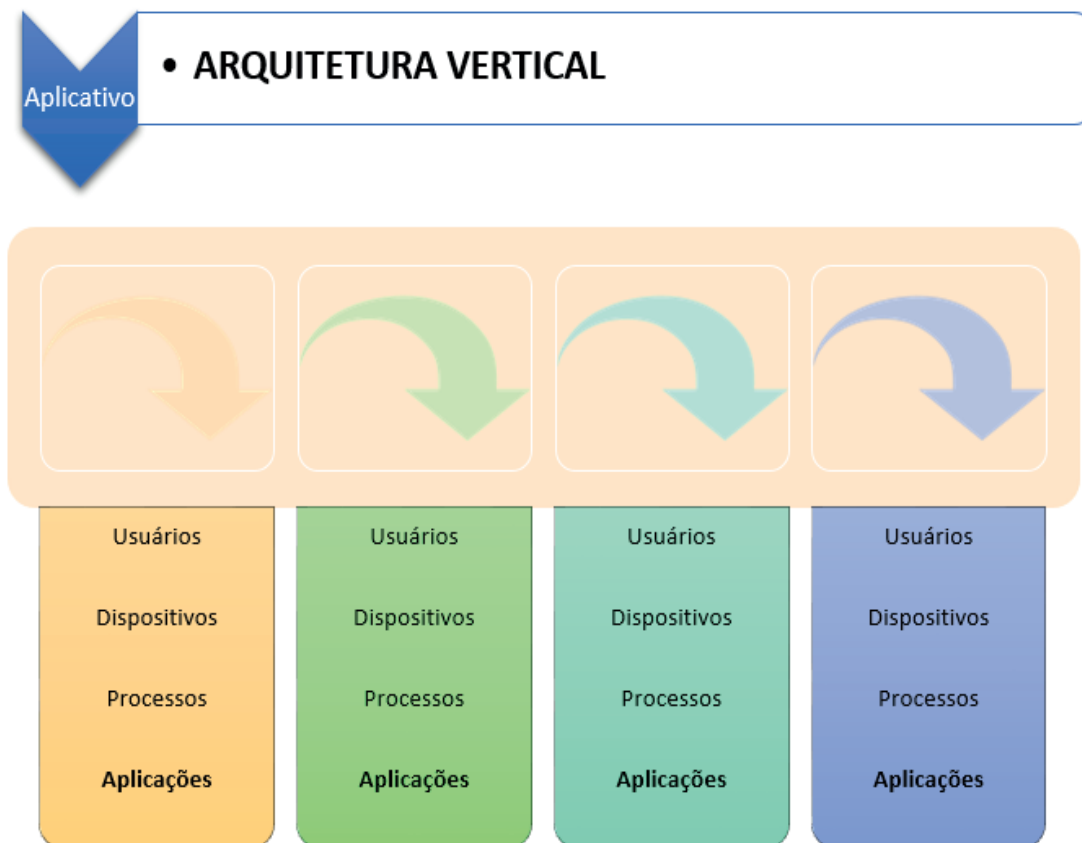 Aplicativo
• ARQUITETURA VERTICAL
Usuários
Dispositivos
Processos
Aplicações
Usuários
Dispositivos
Processos
Aplicações
Usuários
Dispositivos
Processos
Aplicações
Usuários
Dispositivos
Processos
Aplicações